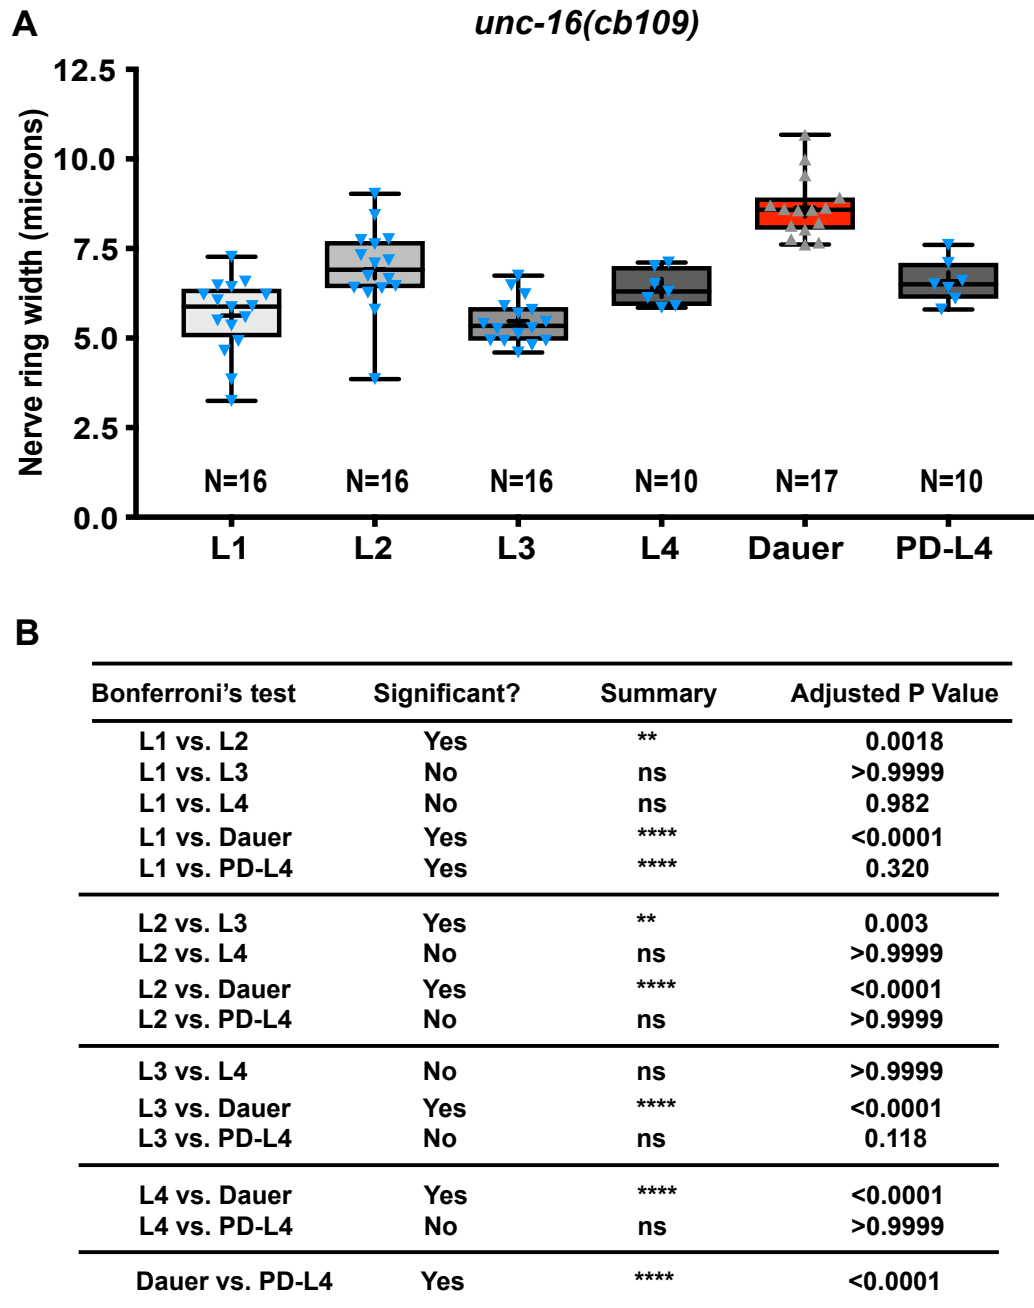 A
unc-16(cb109)
Nerve ring width (microns)
12.5
10.0
7.5
5.0
2.5
0.0
N=16 N=16 N=16 N=10 N=17 N=10
L1 L2 L3 L4 Dauer PD-L4
B
Bonferroni's test Significant? Summary Adjusted P Value
L1 vs. L2 Yes ** 0.0018
L1 vs. L3 No ns >0.9999
L1 vs. L4 No ns 0.982
L1 vs. Dauer Yes **** <0.0001
L1 vs. PD-L4 Yes **** 0.320
L2 vs. L3 Yes ** 0.003
L2 vs. L4 No ns >0.9999
L2 vs. Dauer Yes **** <0.0001
L2 vs. PD-L4 No ns >0.9999
L3 vs. L4 No ns >0.9999
L3 vs. Dauer Yes **** <0.0001
L3 vs. PD-L4 No ns 0.118
L4 vs. Dauer Yes **** <0.0001
L4 vs. PD-L4 No ns >0.9999
Dauer vs. PD-L4 Yes **** <0.0001